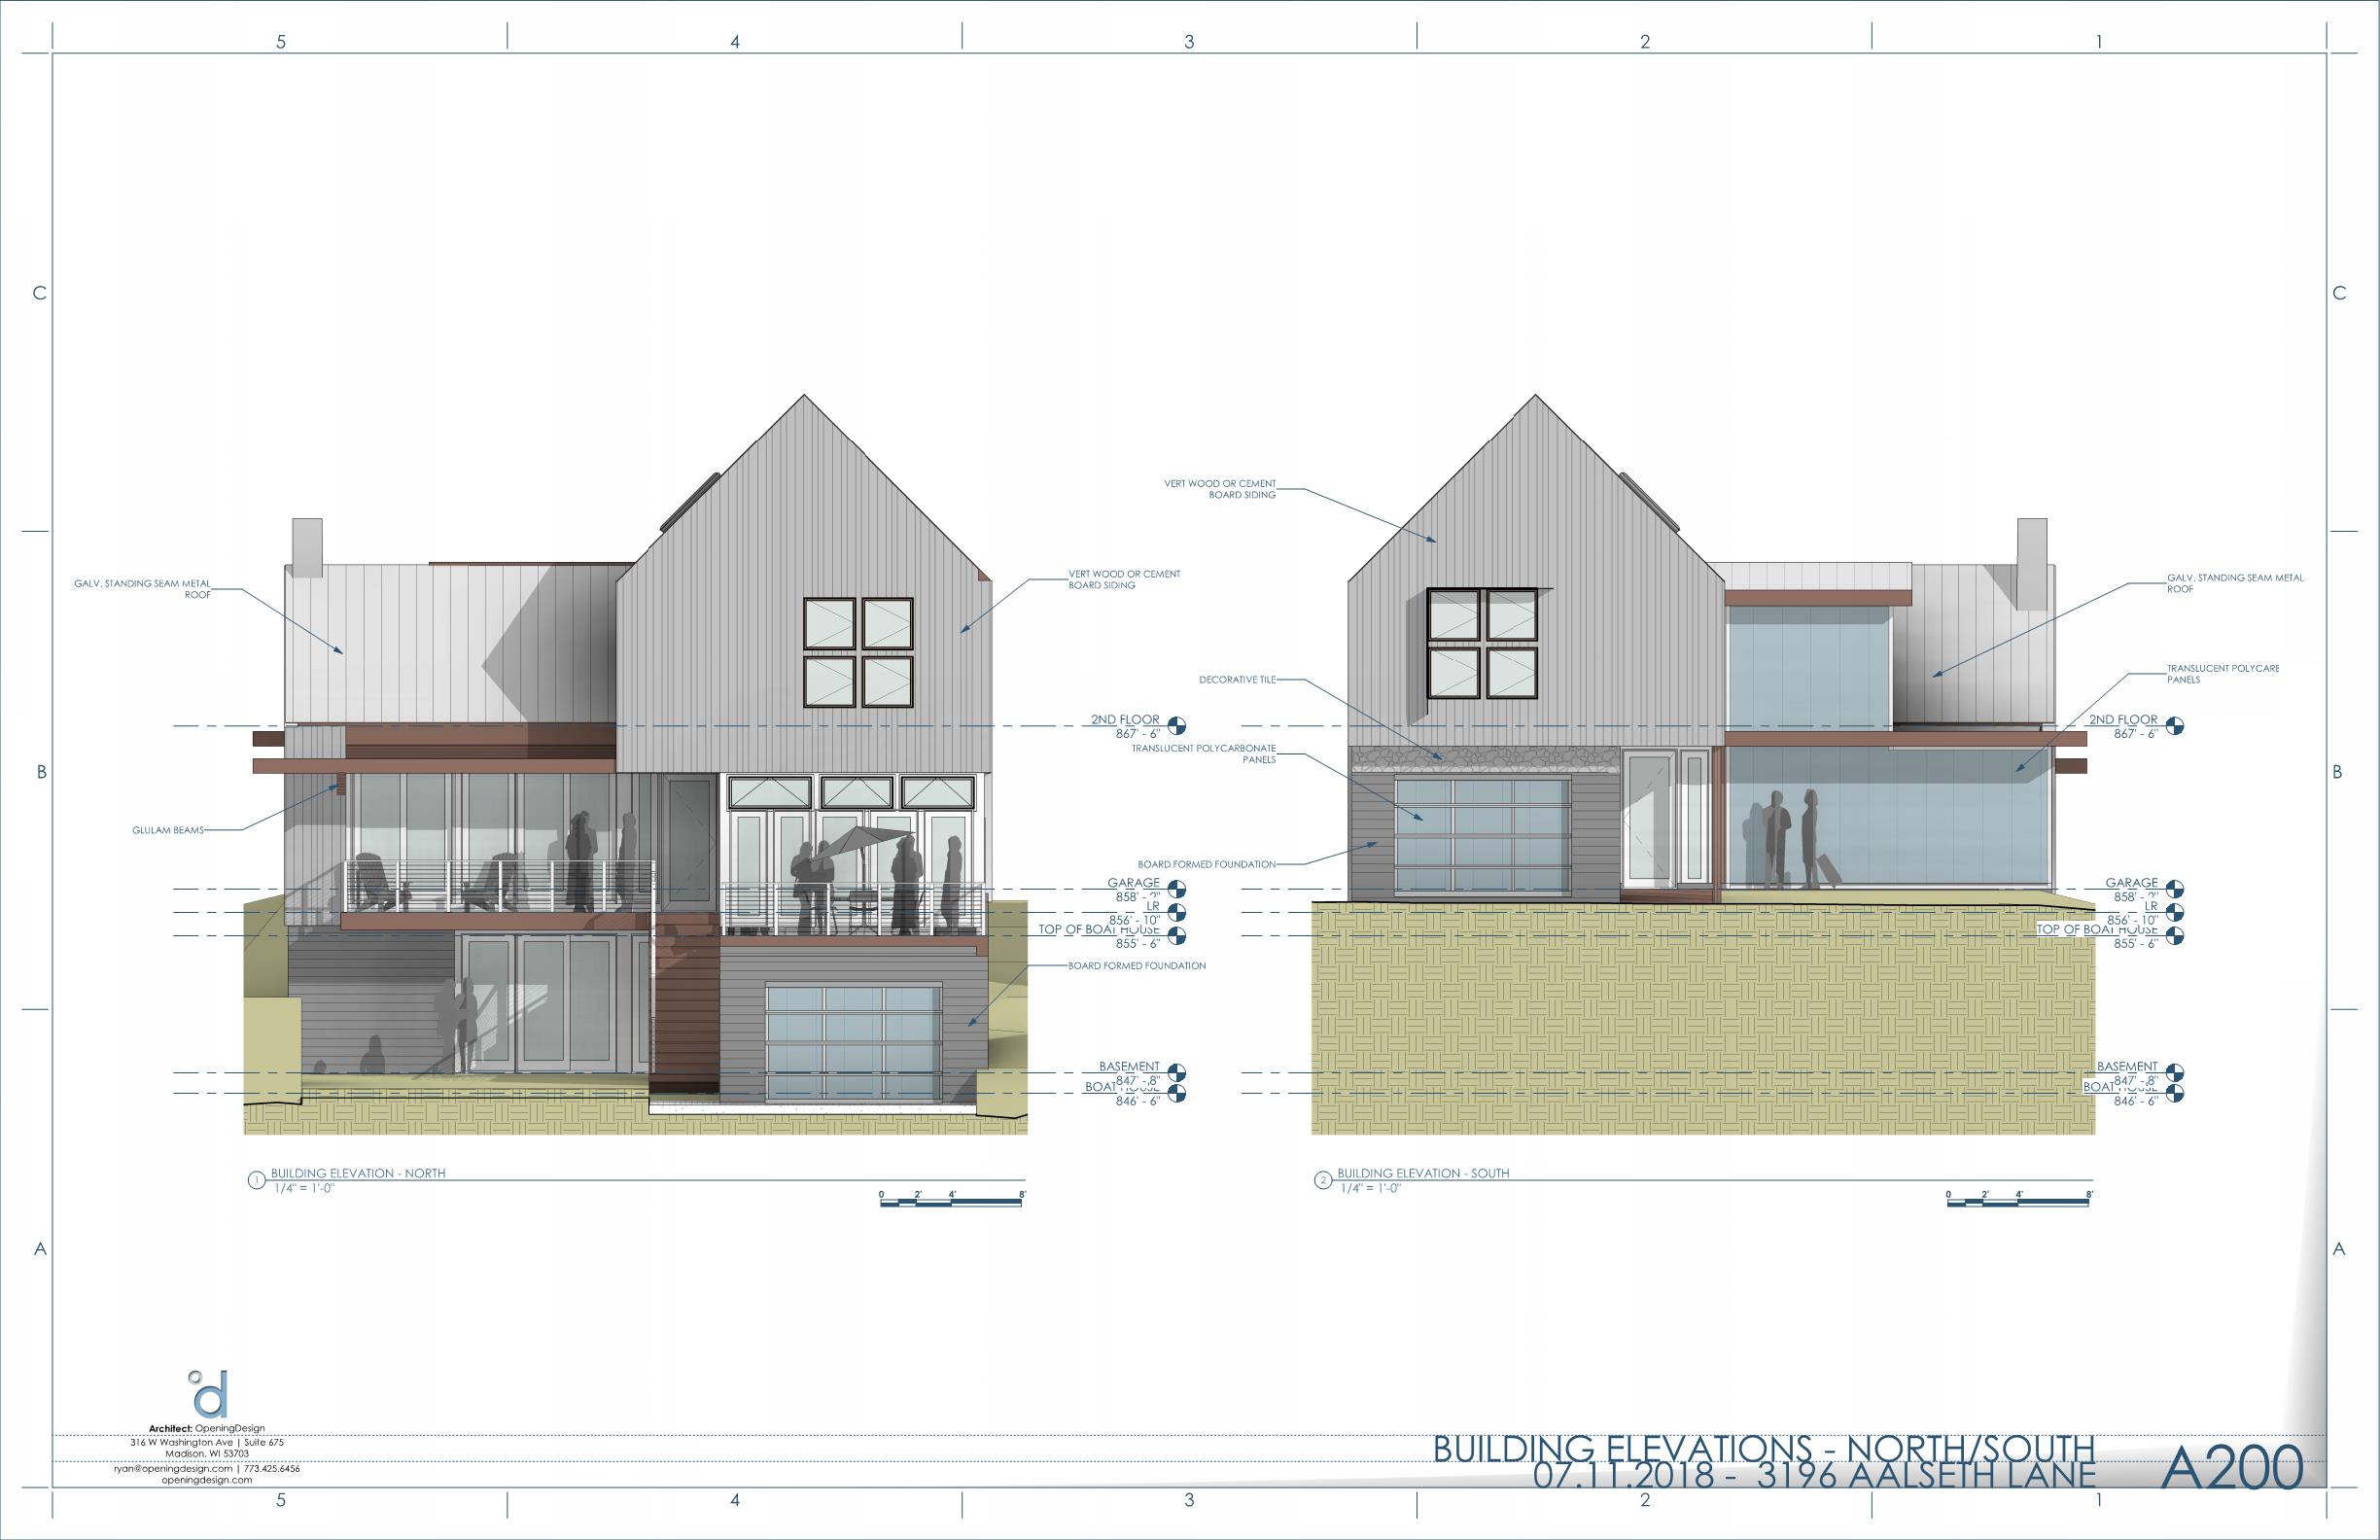 5 4 3 2 1
C C
VERT WOOD OR CEMENT
BOARD SIDING
GALV. STANDING SEAM METAL
ROOF
VERT WOOD OR CEMENT
BOARD SIDING
GALV. STANDING SEAM METAL
ROOF
DECORATIVE TILE
TRANSLUCENT POLYCARE
PANELS
2ND FLOOR
867' - 6"
2ND FLOOR
867' - 6"
TRANSLUCENT POLYCARBONATE
PANELS
B B
GLULAM BEAMS
BOARD FORMED FOUNDATION
GARAGE
858' - 2"
LR
856' - 10"
TOP OF BOAT HOUSE
855' - 6"
GARAGE
858' - 2"
LR
856' - 10"
TOP OF BOAT HOUSE
855' - 6"
BOARD FORMED FOUNDATION
BASEMENT
847' - 8"
BOAT HOUSE
846' - 6"
BASEMENT
847' - 8"
BOAT HOUSE
846' - 6"
1 BUILDING ELEVATION - NORTH
1/4" = 1'-0"
0 2' 4' 8'
2 BUILDING ELEVATION - SOUTH
1/4" = 1'-0"
0 2' 4' 8'
A A
d
Architect: OpeningDesign
316 W Washington Ave | Suite 675
Madison, WI 53703
ryan@openingdesign.com | 773.425.6456
openingdesign.com
BUILDING ELEVATIONS - NORTH/SOUTH
07.11.2018 - 3196 AALSETH LANE
A200
5 4 3 2 1